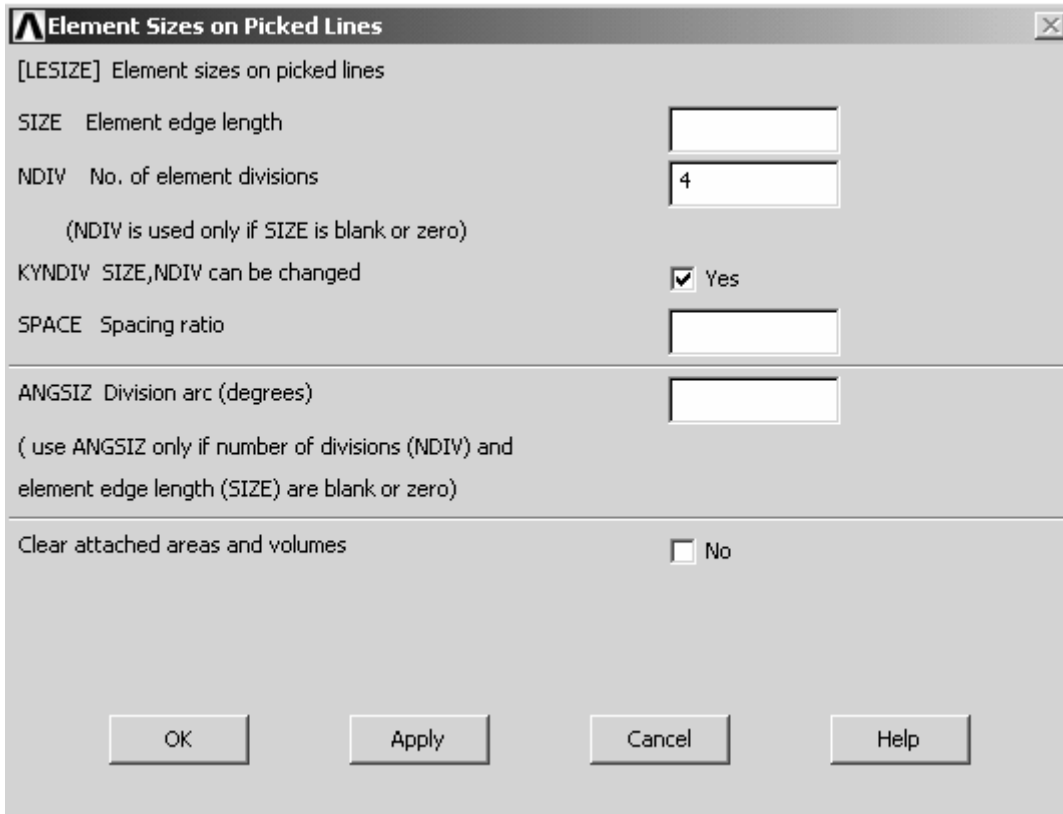 Element Sizes on Picked Lines
[LESIZE] Element sizes on picked lines
SIZE Element edge length
NDIV No. of element divisions 4
(NDIV is used only if SIZE is blank or zero)
KYNDIV SIZE,NDIV can be changed Yes
SPACE Spacing ratio
ANGSIZ Division arc (degrees)
( use ANGSIZ only if number of divisions (NDIV) and
element edge length (SIZE) are blank or zero)
Clear attached areas and volumes No
OK Apply Cancel Help